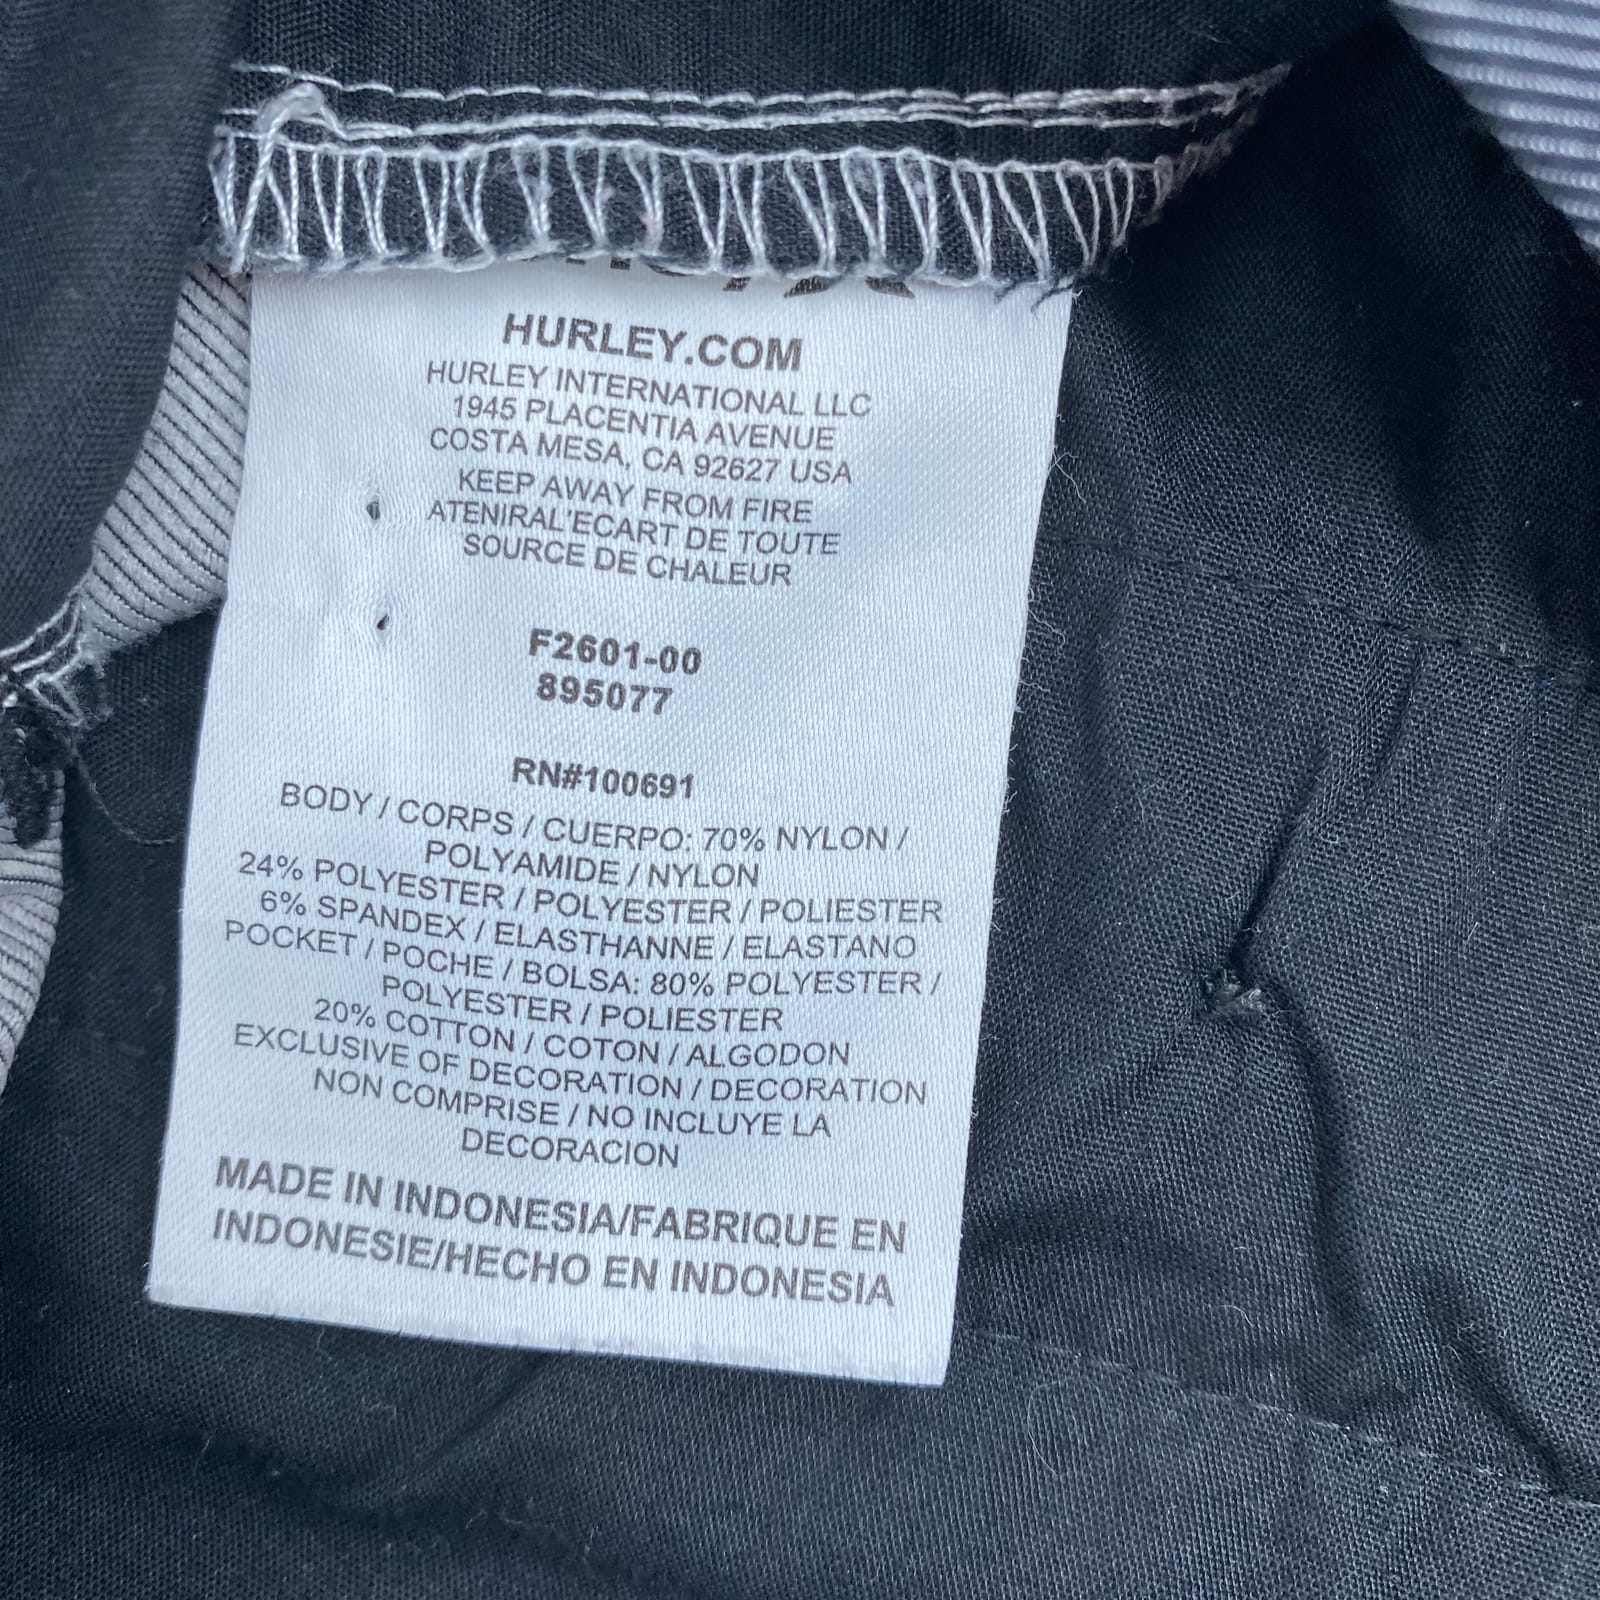 HURLEY.COM
HURLEY INTERNATIONAL LLC
1945 PLACENTIA AVENUE
COSTA MESA, CA 92627 USA
KEEP AWAY FROM FIRE
ATENIRAL'ECART DE TOUTE
SOURCE DE CHALEUR
F2601-00
895077
RN#100691
BODY / CORPS / CUERPO: 70% NYLON /
POLYAMIDE / NYLON
24% POLYESTER / POLYESTER / POLIESTER
6% SPANDEX / ELASTHANNE / ELASTANO
POCKET / POCHE / BOLSA: 80% POLYESTER /
POLYESTER / POLIESTER
20% COTTON / COTON / ALGODON
EXCLUSIVE OF DECORATION / DECORATION
NON COMPRISE / NO INCLUYE LA
DECORACION
MADE IN INDONESIA/FABRIQUE EN
INDONESIE/HECHO EN INDONESIA